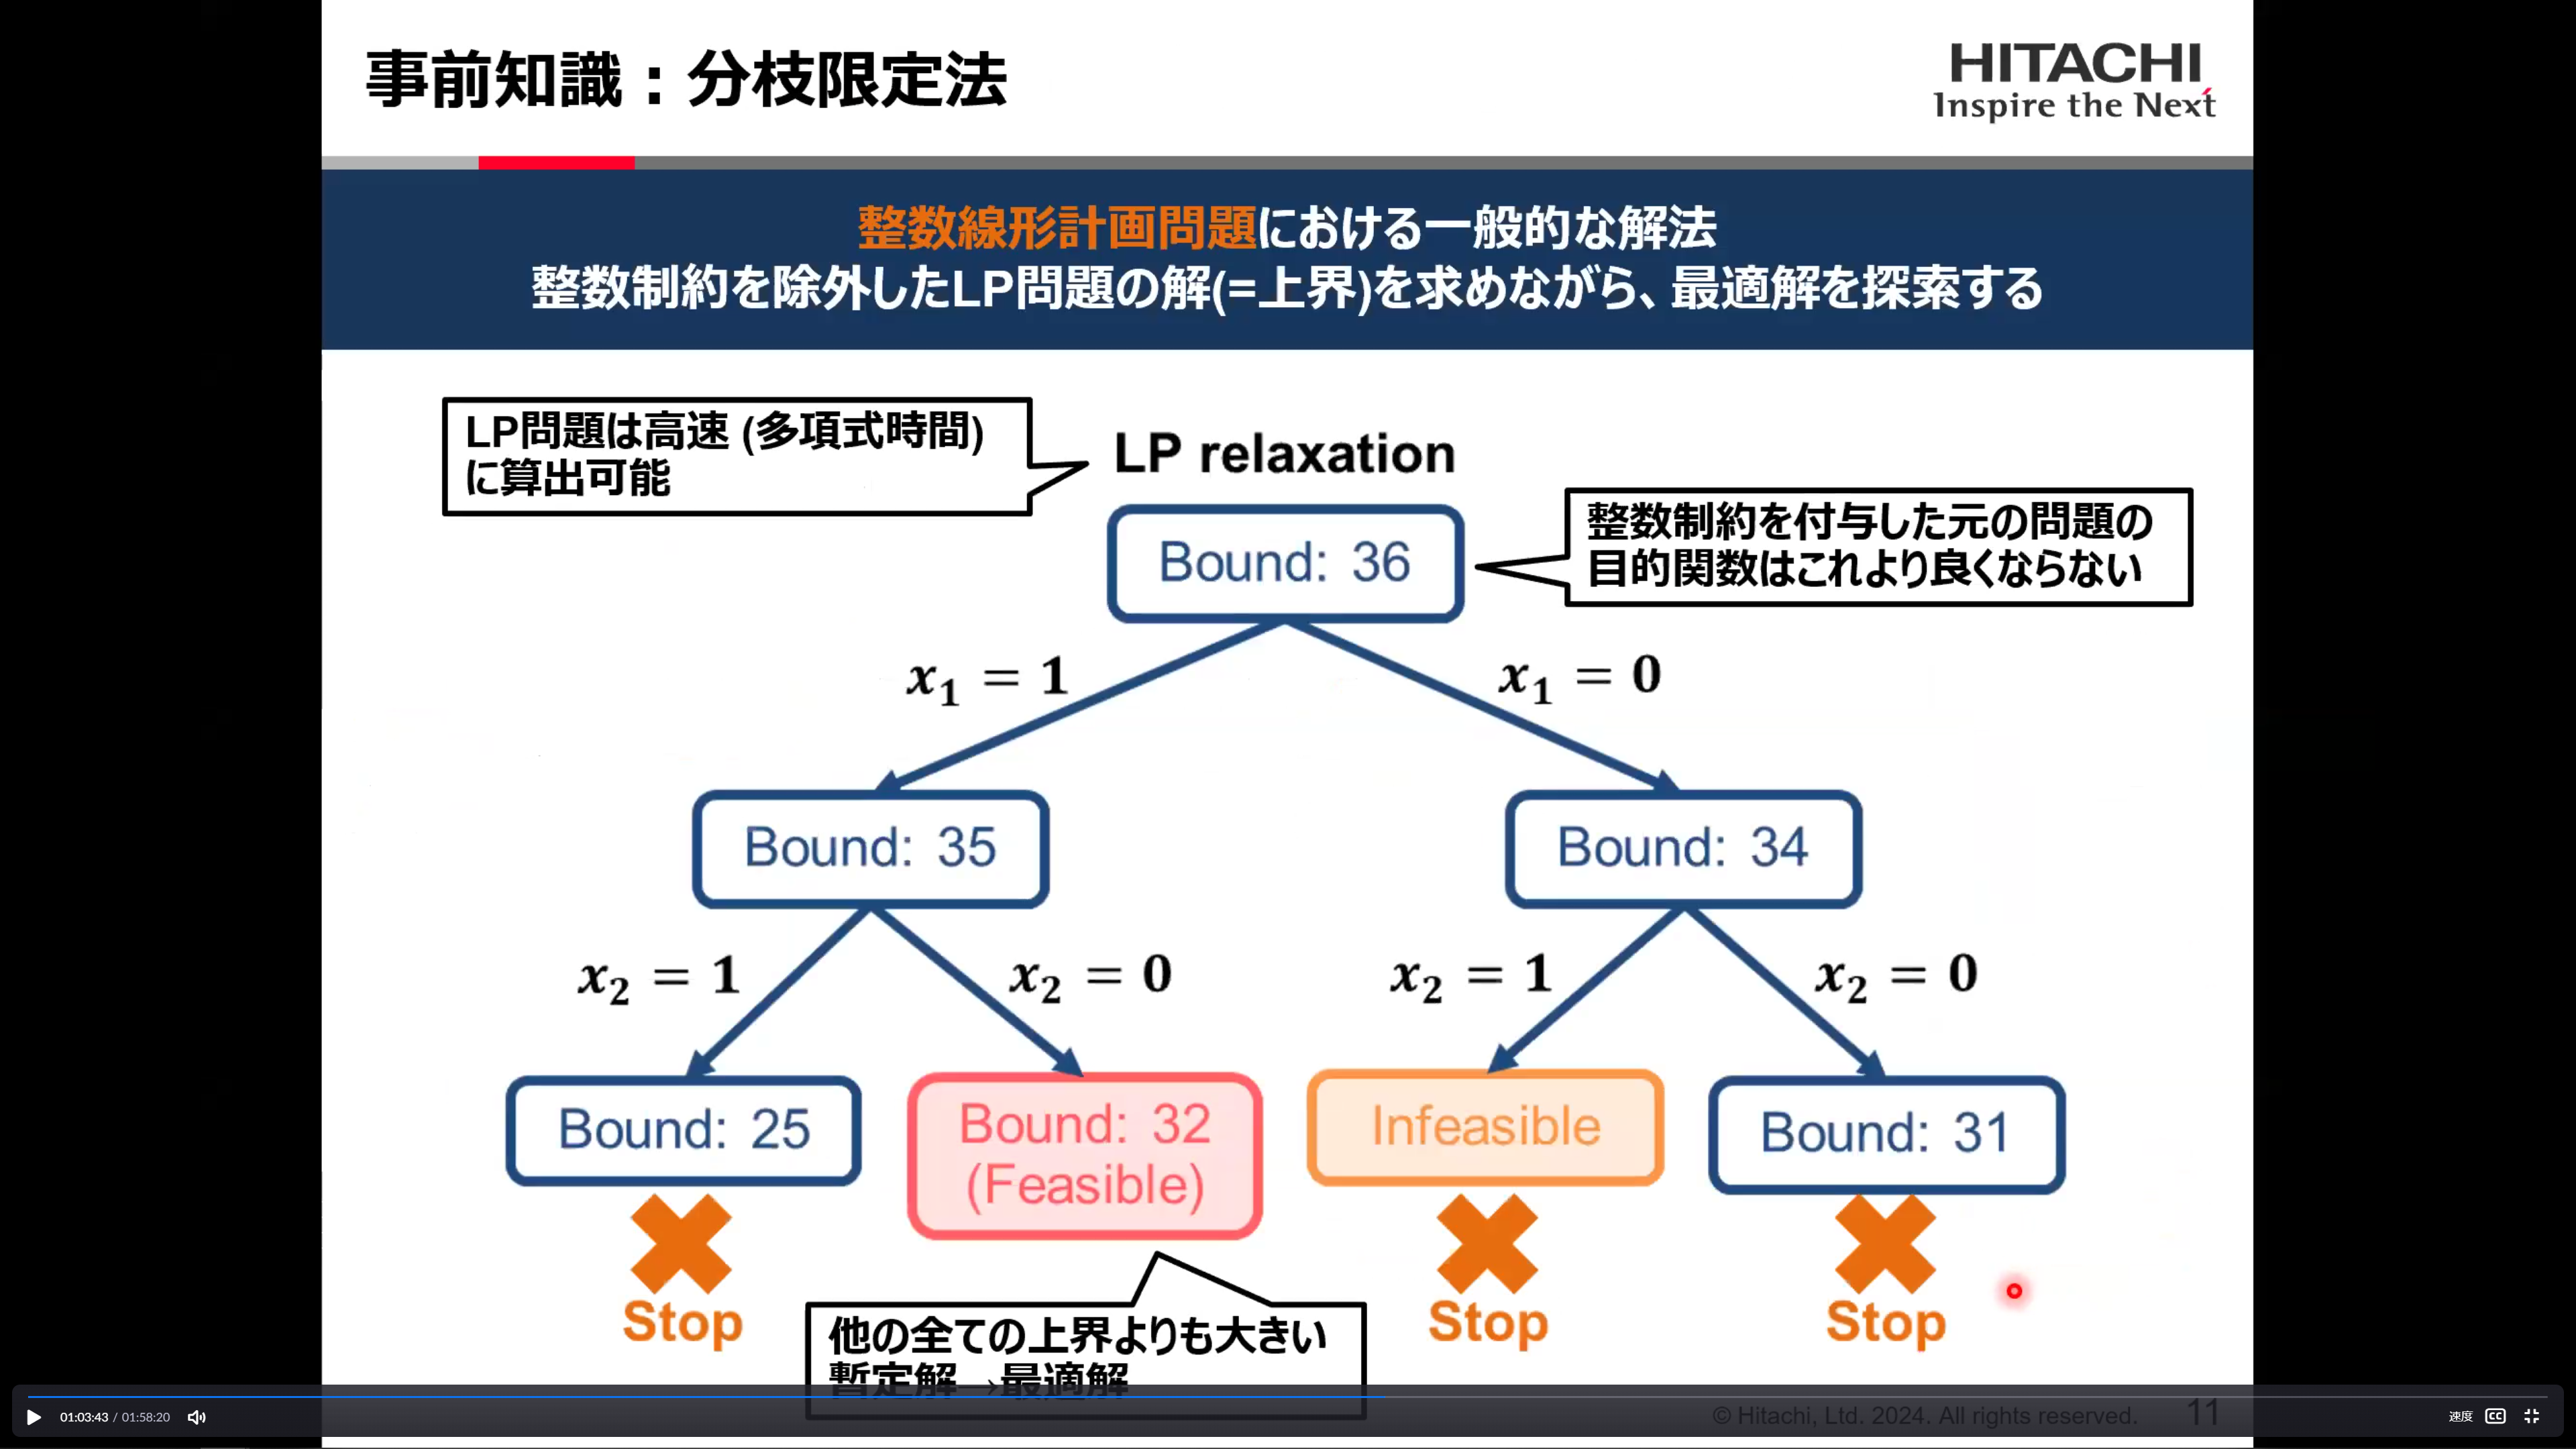 事前知識：分枝限定法
HITACHI
Inspire the Next
整数線形計画問題における一般的な解法
整数制約を除外したLP問題の解(=上界)を求めながら、最適解を探索する
LP問題は高速 (多項式時間)
に算出可能
LP relaxation
整数制約を付与した元の問題の
目的関数はこれより良くならない
Bound: 36
x₁ = 1
x₁ = 0
Bound: 35
Bound: 34
x₂ = 1
x₂ = 0
x₂ = 1
x₂ = 0
Bound: 25
Bound: 32
(Feasible)
Infeasible
Bound: 31
Stop
Stop
Stop
他の全ての上界よりも大きい
暫定解→最適解
© Hitachi, Ltd. 2024. All rights reserved.
11
01:03:43 / 01:58:20
速度
CC